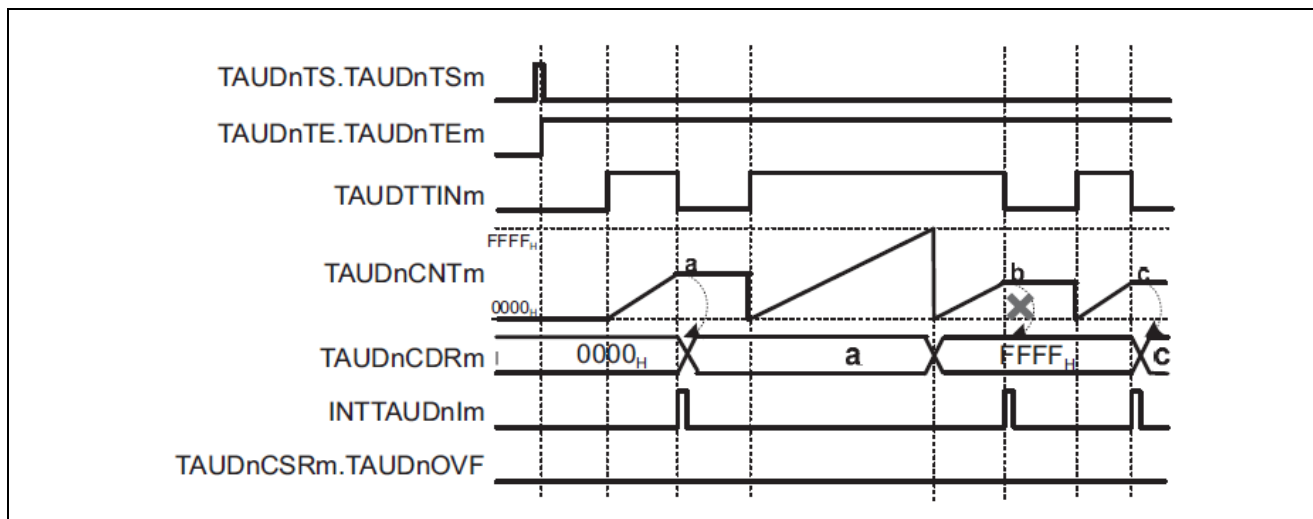 TAUDnTS.TAUDnTSm
TAUDnTE.TAUDnTEm
TAUDTTINm
FFFFH
TAUDnCNTm
a
b
c
0000H
TAUDnCDRm
0000H
a
FFFFH
c
INTTAUDnIm
TAUDnCSRm.TAUDnOVF